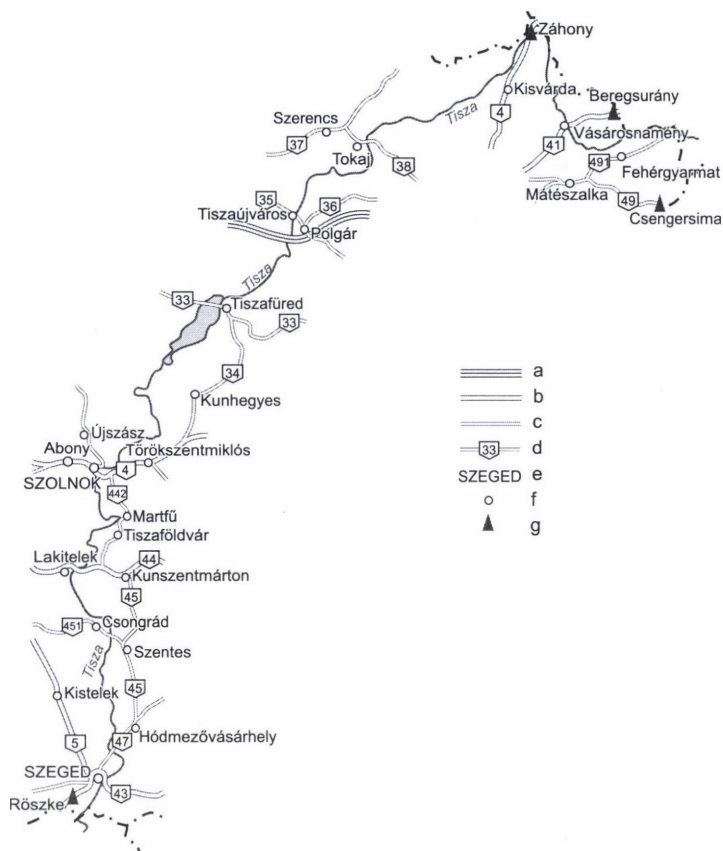 Záhony
Kisvárda
Tisza
4
Beregsurány
Szerencs
Vásárosnamény
37
Tokaj
38
41
491
Fehérgyarmat
Mátészalka
49
Csengersima
35
36
Tiszaújváros
Polgár
Tisza
33
Tiszafüred
33
34
Kunhegyes
Újszász
Abony
Törökszentmiklós
4
SZOLNOK
442
Martfű
Tiszaföldvár
Lakitelek
44
Kunszentmárton
45
451
Csongrád
Szentes
Tisza
45
Kistelek
5
47
Hódmezővásárhely
SZEGED
43
Röszke
a
b
c
33 d
SZEGED e
f
g